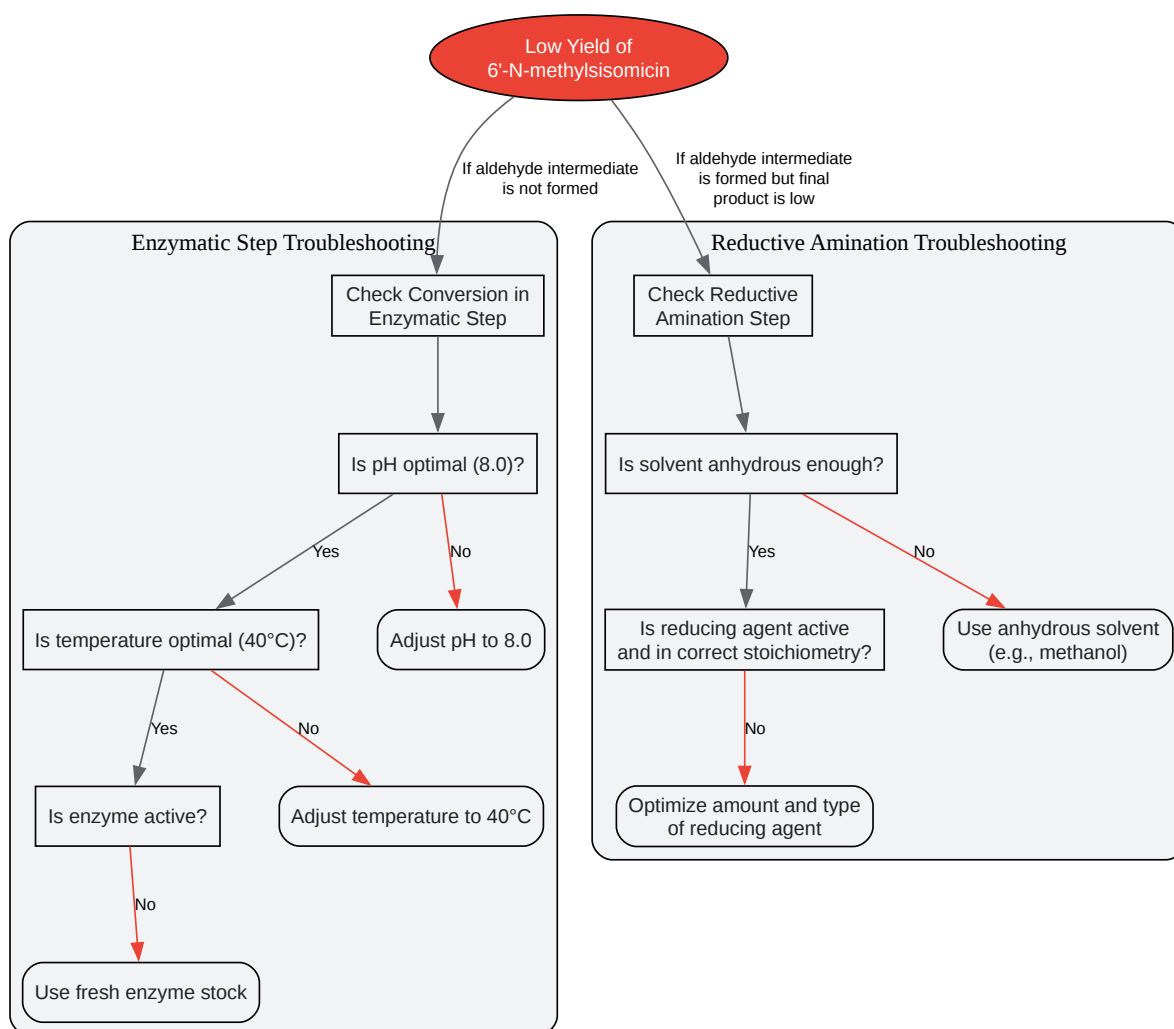 Low Yield of
6'-N-methylsisomicin
If aldehyde intermediate
is not formed
If aldehyde intermediate
is formed but final
product is low
Enzymatic Step Troubleshooting
Check Conversion in
Enzymatic Step
Is pH optimal (8.0)?
Yes
No
Is temperature optimal (40°C)?
Adjust pH to 8.0
Yes
No
Is enzyme active?
Adjust temperature to 40°C
No
Use fresh enzyme stock
Reductive Amination Troubleshooting
Check Reductive
Amination Step
Is solvent anhydrous enough?
Yes
No
Is reducing agent active
and in correct stoichiometry?
Use anhydrous solvent
(e.g., methanol)
No
Optimize amount and type
of reducing agent